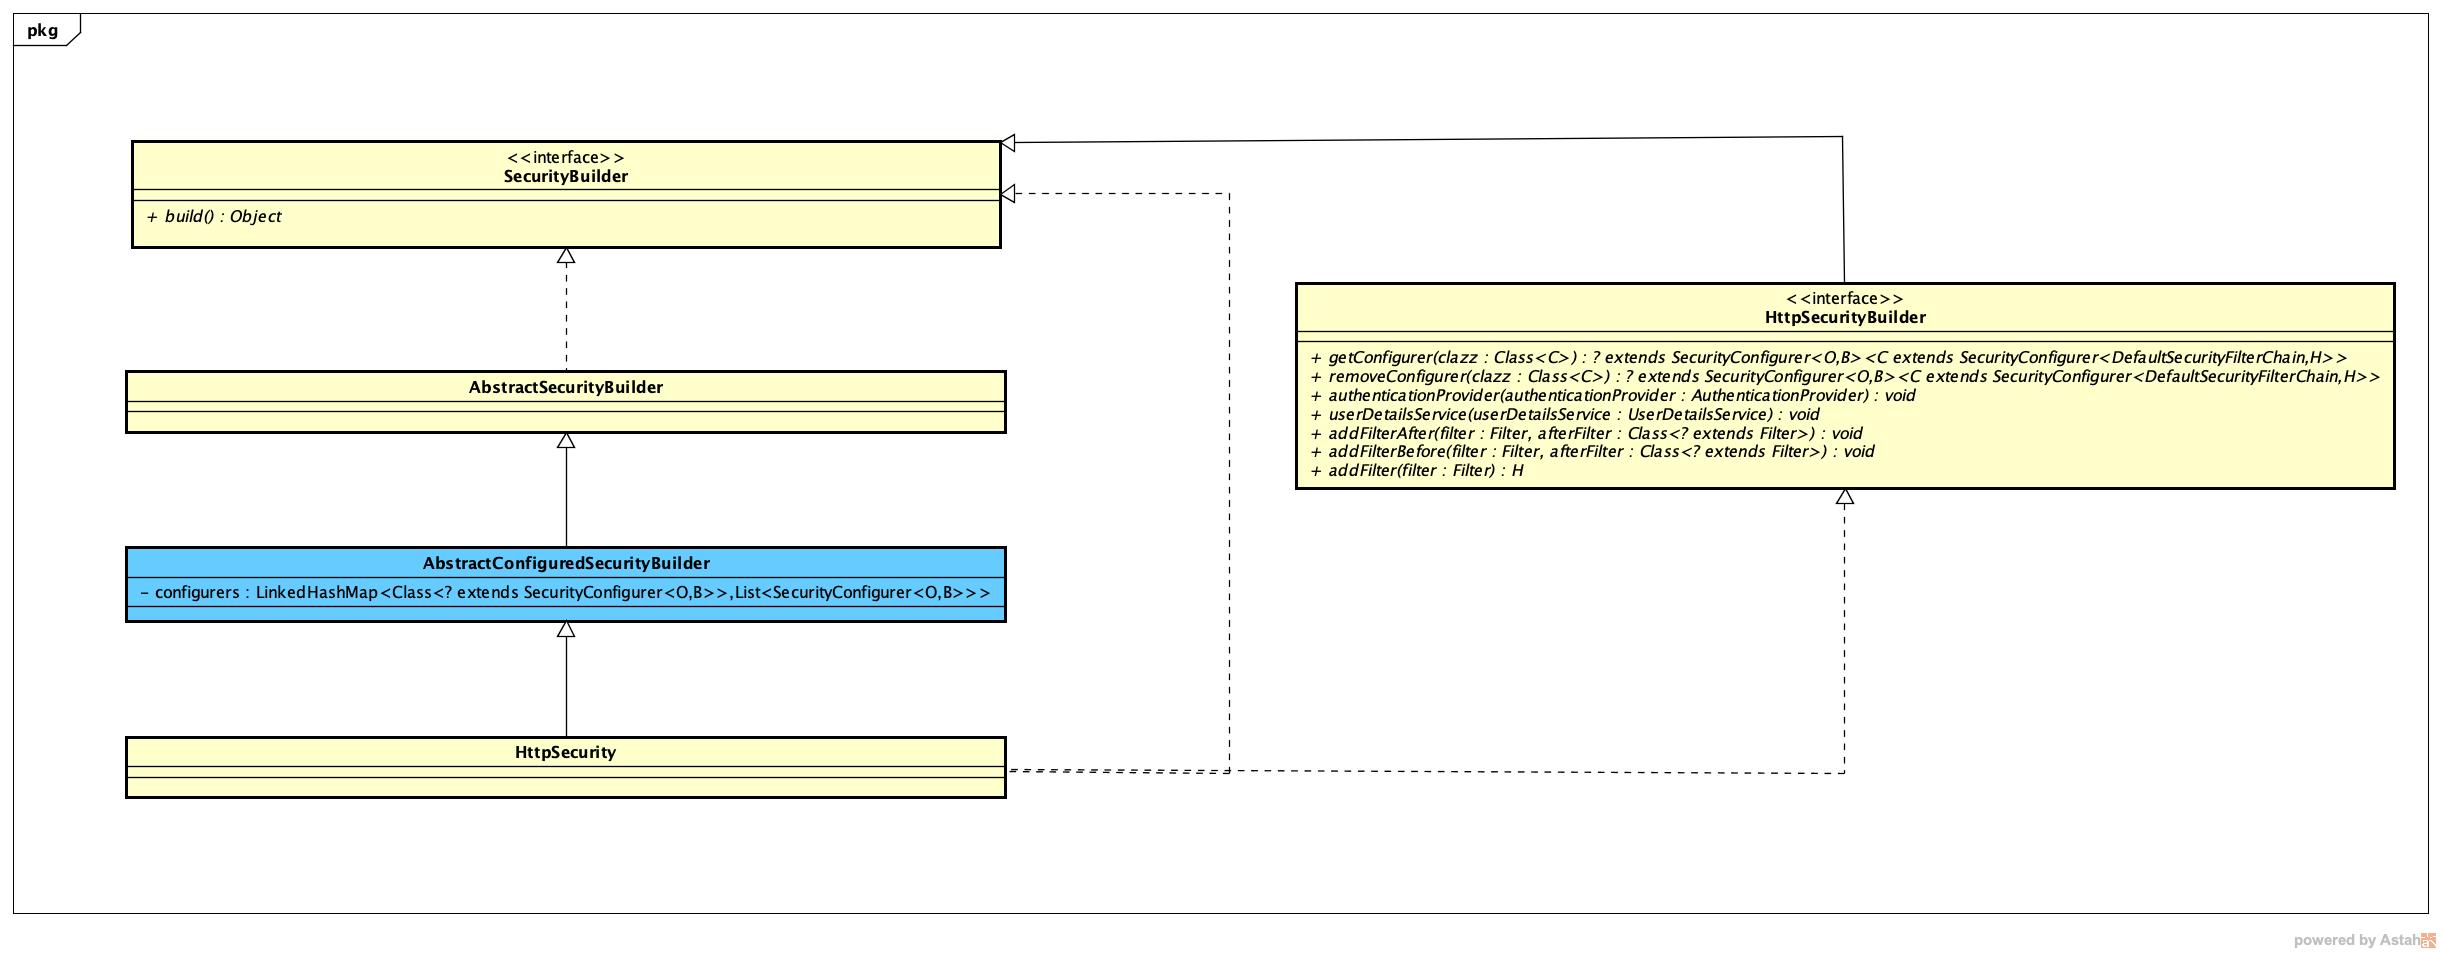 pkg
<<interface>>
SecurityBuilder
+ build() : Object
AbstractSecurityBuilder
AbstractConfiguredSecurityBuilder
- configurers : LinkedHashMap<Class<? extends SecurityConfigurer<O,B>>,List<SecurityConfigurer<O,B>>>
HttpSecurity
<<interface>>
HttpSecurityBuilder
+ getConfigurer(clazz : Class<C>) : ? extends SecurityConfigurer<O,B><C extends SecurityConfigurer<DefaultSecurityFilterChain,H>>
+ removeConfigurer(clazz : Class<C>) : ? extends SecurityConfigurer<O,B><C extends SecurityConfigurer<DefaultSecurityFilterChain,H>>
+ authenticationProvider(authenticationProvider : AuthenticationProvider) : void
+ userDetailsService(userDetailsService : UserDetailsService) : void
+ addFilterAfter(filter : Filter, afterFilter : Class<? extends Filter>) : void
+ addFilterBefore(filter : Filter, afterFilter : Class<? extends Filter>) : void
+ addFilter(filter : Filter) : H
powered by Astah